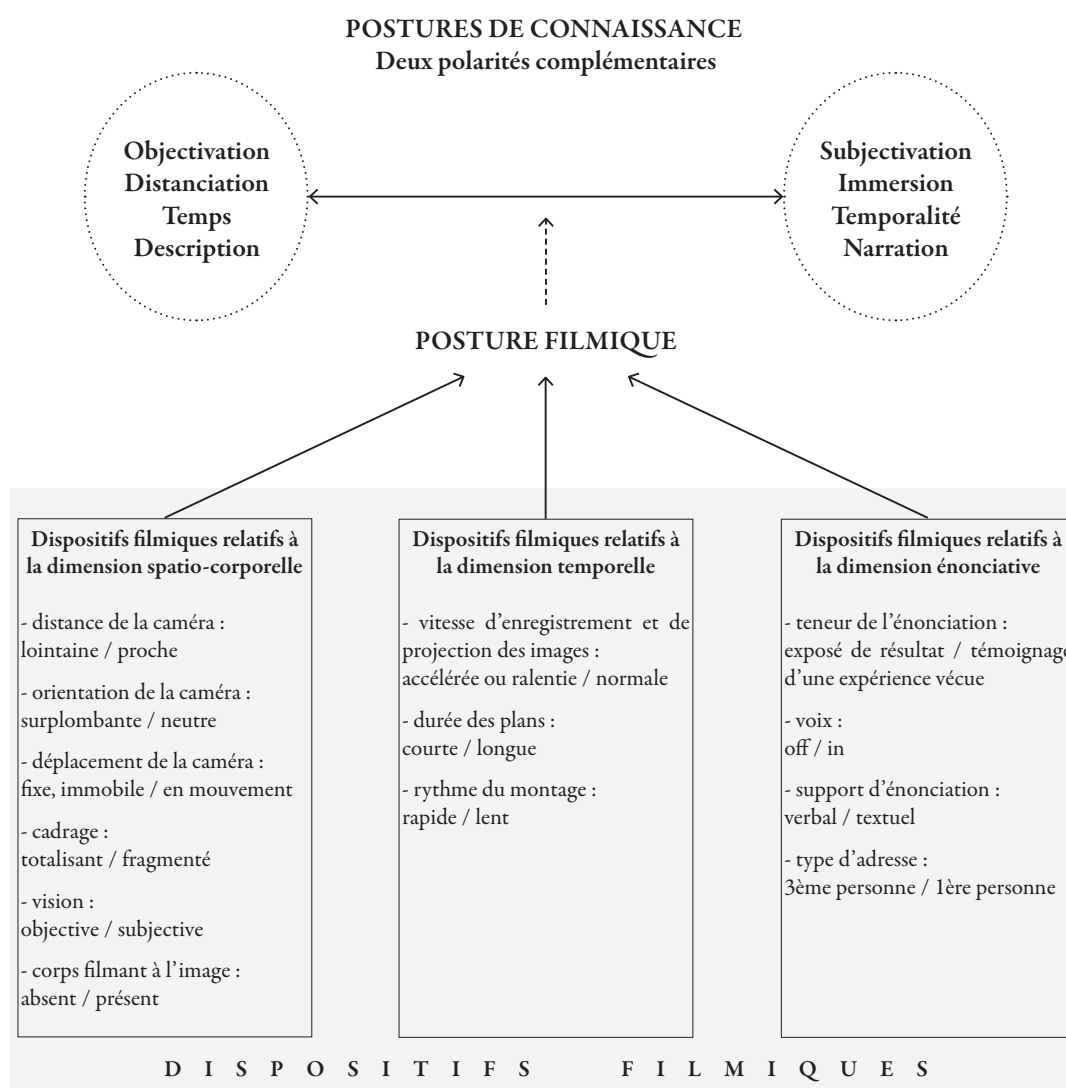 POSTURES DE CONNAISSANCE
Deux polarités complémentaires
Objectivation
Distanciation
Temps
Description
Subjectivation
Immersion
Temporalité
Narration
POSTURE FILMIQUE
Dispositifs filmiques relatifs à
la dimension spatio-corporelle
- distance de la caméra :
lointaine / proche
- orientation de la caméra :
surplombante / neutre
- déplacement de la caméra :
fixe, immobile / en mouvement
- cadrage :
totalisant / fragmenté
- vision :
objective / subjective
- corps filmant à l'image :
absent / présent
Dispositifs filmiques relatifs à
la dimension temporelle
- vitesse d'enregistrement et de
projection des images :
accélérée ou ralentie / normale
- durée des plans :
courte / longue
- rythme du montage :
rapide / lent
Dispositifs filmiques relatifs à
la dimension énonciative
- teneur de l'énonciation :
exposé de résultat / témoignage
d'une expérience vécue
- voix :
off / in
- support d'énonciation :
verbal / textuel
- type d'adresse :
3ème personne / 1ère personne
DISPOSITIFS FILMIQUES